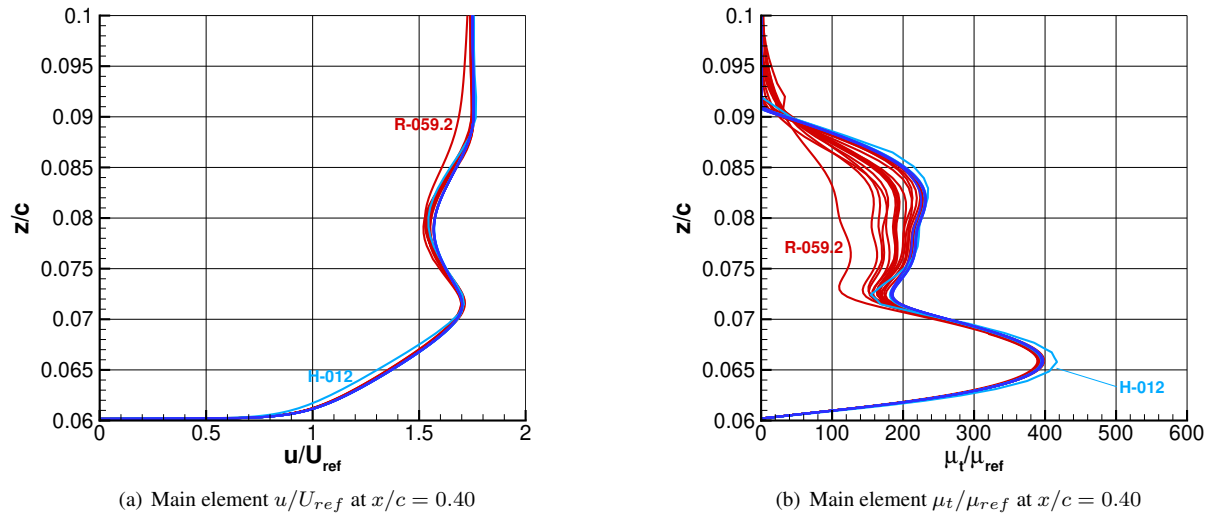 0.1
0.095
0.09
0.085
0.08
0.075
0.07
0.065
0.06
z/c
R-059.2
H-012
0 0.5 1 1.5 2
u/U_ref
(a) Main element u/U_ref at x/c = 0.40
0.1
0.095
0.09
0.085
0.08
0.075
0.07
0.065
0.06
z/c
R-059.2
H-012
0 100 200 300 400 500 600
μ_t/μ_ref
(b) Main element μ_t/μ_ref at x/c = 0.40